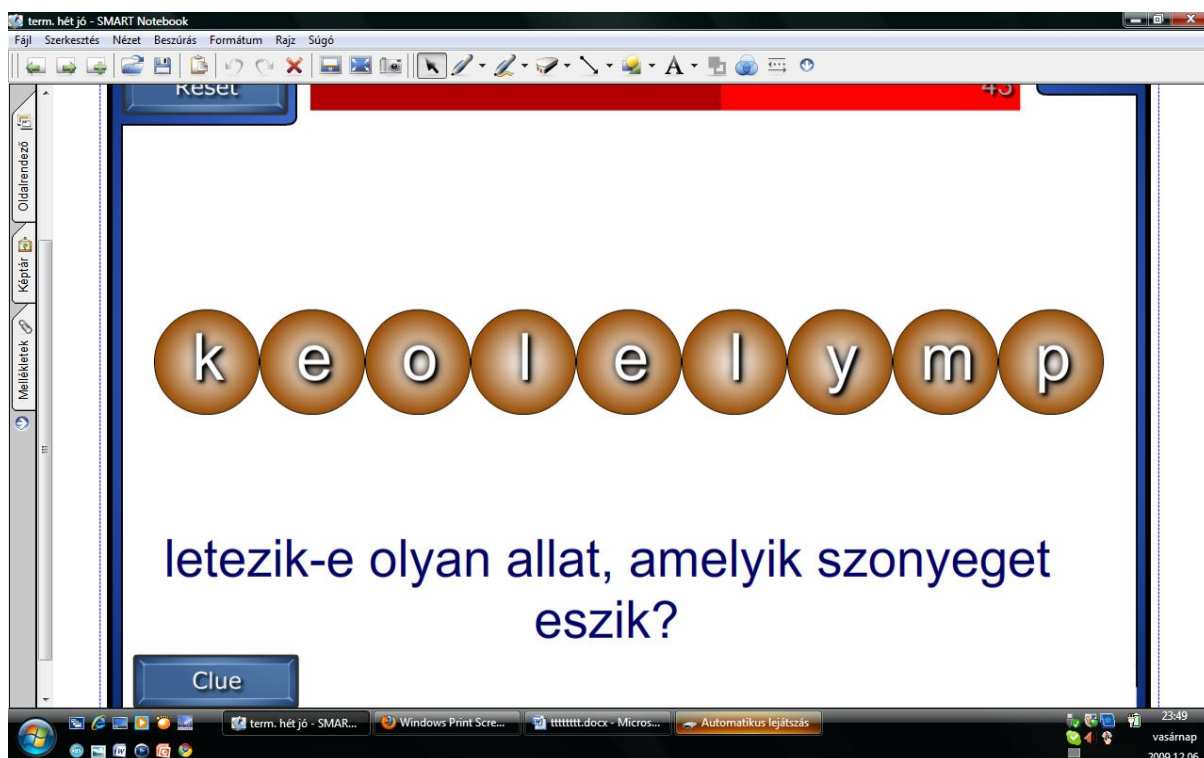 term. hét jó - SMART Notebook
Fájl Szerkesztés Nézet Beszúrás Formátum Rajz Súgó
Reset
43
Oldalrendező
Képtár
Mellékletek
k e o l e l y m p
letezik-e olyan allat, amelyik szonyeget
eszik?
Clue
term. hét jó - SMAR... Windows Print Scre... tttttttt.docx - Micros... Automatikus lejátszás
23:49
vasárnap
2009.12.06